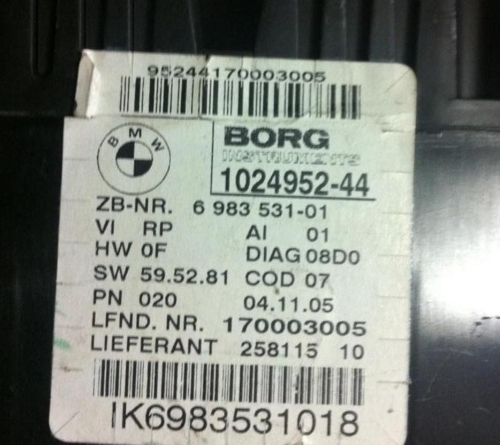 95244170003005
BMW
BORG
INSTRUMENTS
1024952-44
ZB-NR. 6 983 531-01
VI RP AI 01
HW 0F DIAG 08D0
SW 59.52.81 COD 07
PN 020 04.11.05
LFND. NR. 170003005
LIEFERANT 258115 10
IK6983531018